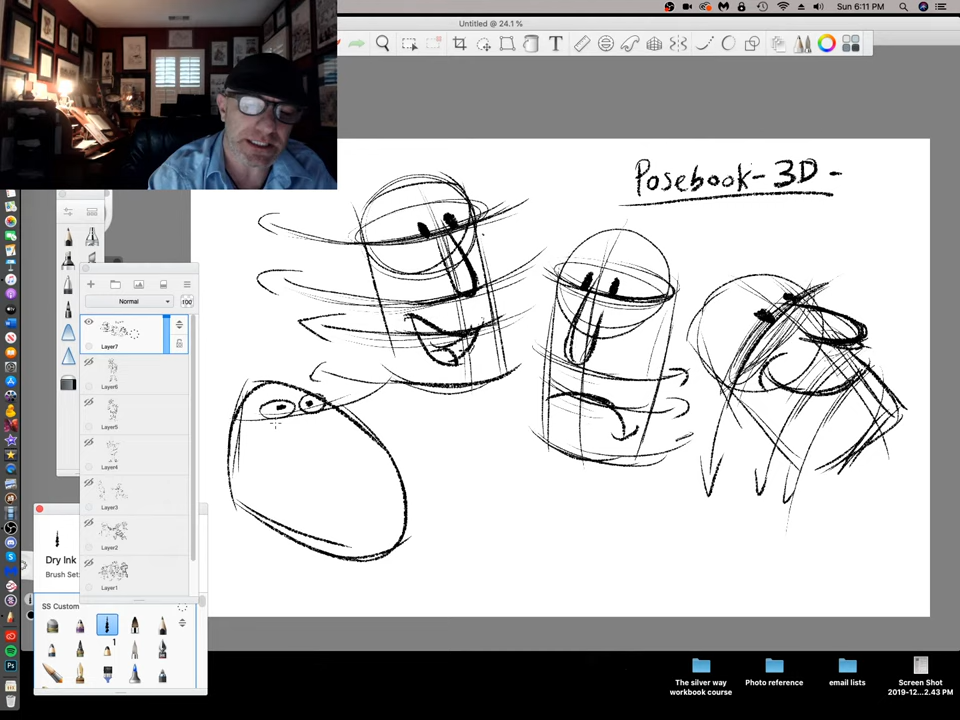 Sun 6:11 PM
Untitled @ 24.1 %
Posebook- 3D -
Normal
100
Layer7
Layer6
Layer5
Layer4
Layer3
Layer2
Layer1
Dry Ink
Brush Set:
SS Custom
1
The silver way
workbook course
Photo reference
email lists
Screen Shot
2019-12...2.43 PM